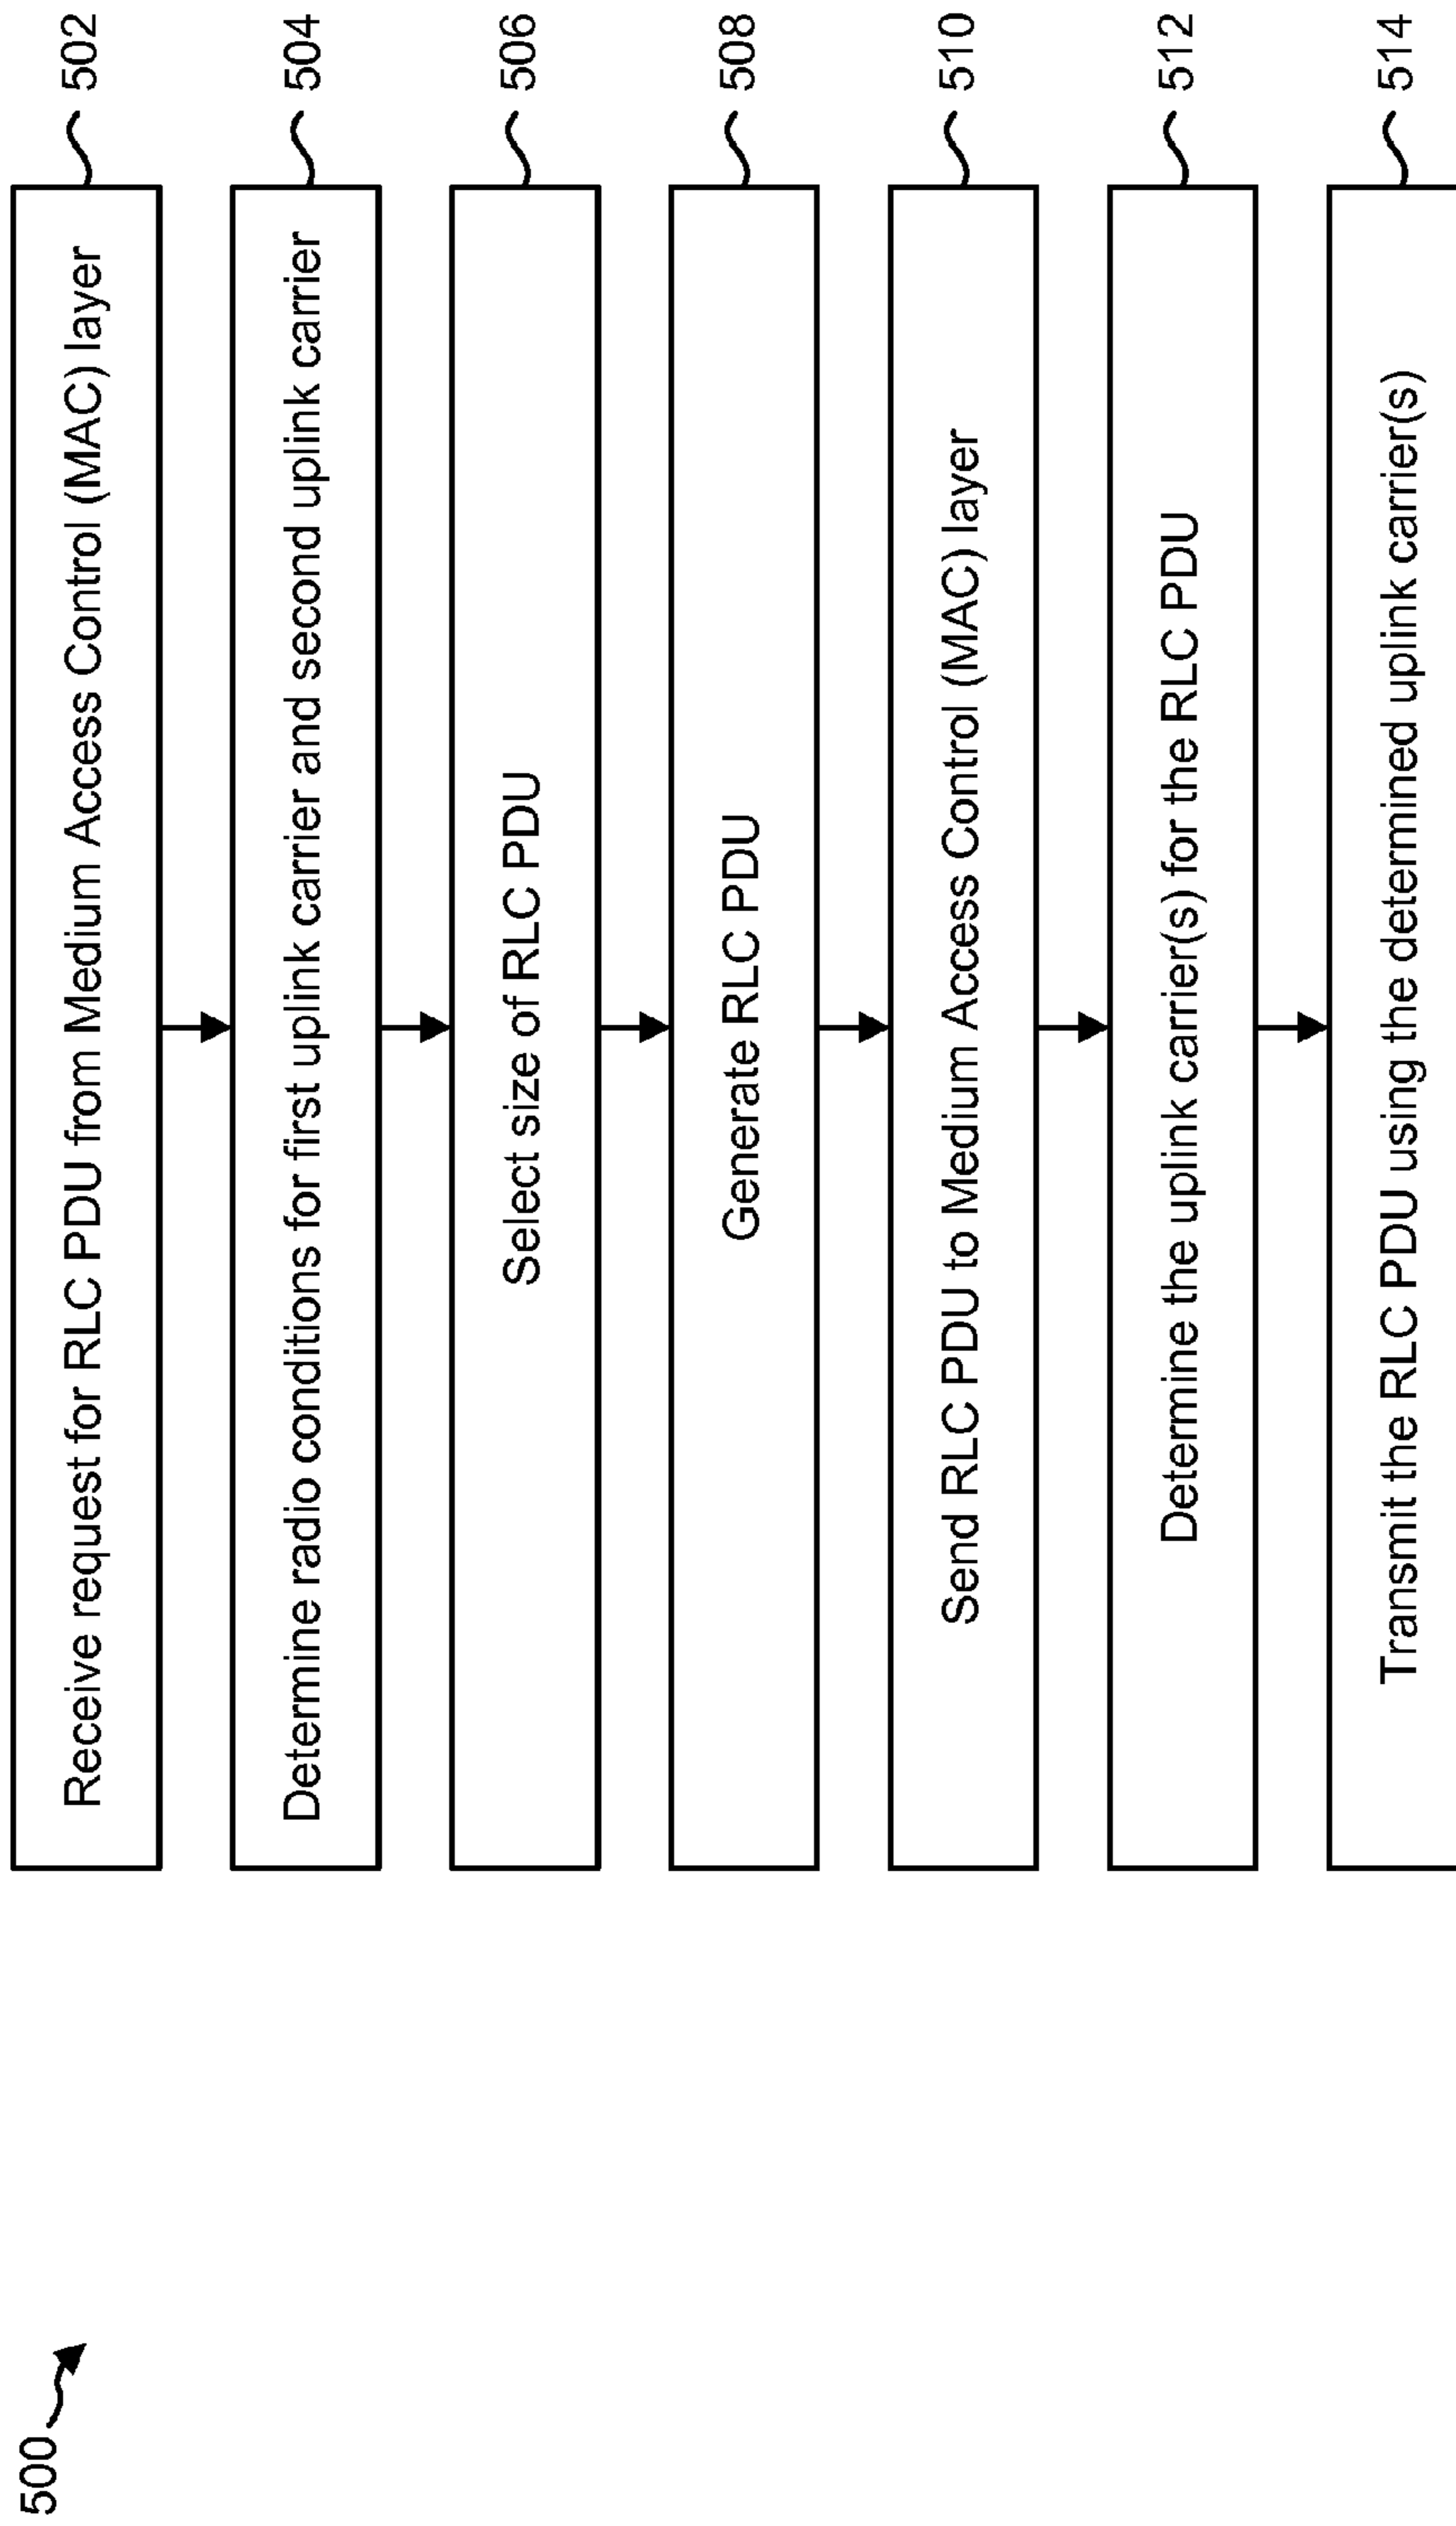 500
Receive request for RLC PDU from Medium Access Control (MAC) layer
502
Determine radio conditions for first uplink carrier and second uplink carrier
504
Select size of RLC PDU
506
Generate RLC PDU
508
Send RLC PDU to Medium Access Control (MAC) layer
510
Determine the uplink carrier(s) for the RLC PDU
512
Transmit the RLC PDU using the determined uplink carrier(s)
514